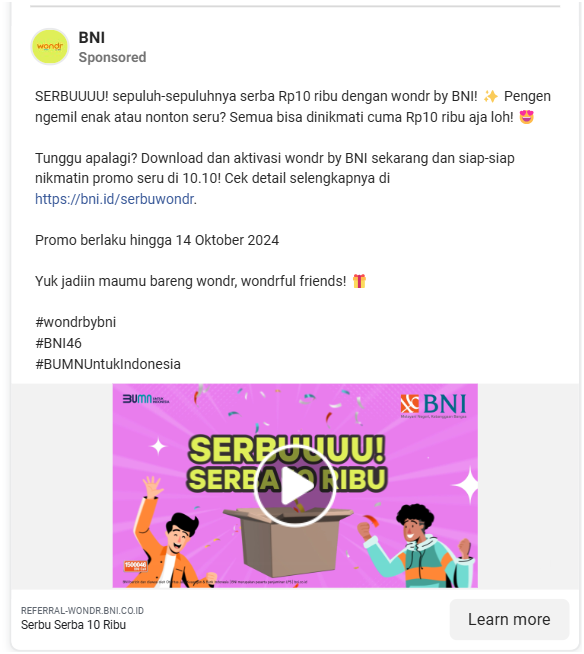 wondr
BNI
Sponsored
SERBUUUU! sepuluh-sepuluhnya serba Rp10 ribu dengan wondr by BNI! ✨ Pengen
ngemil enak atau nonton seru? Semua bisa dinikmati cuma Rp10 ribu aja loh! 😍
Tunggu apalagi? Download dan aktivasi wondr by BNI sekarang dan siap-siap
nikmatin promo seru di 10.10! Cek detail selengkapnya di
https://bni.id/serbuwondr.
Promo berlaku hingga 14 Oktober 2024
Yuk jadiin maumu bareng wondr, wondrful friends! 🎁
#wondrbybni
#BNI46
#BUMNUntukIndonesia
BUMN UNTUK INDONESIA
BNI
SERBUUUU!
SERBA 10 RIBU
1500046
REFERRAL-WONDR.BNI.CO.ID
Serbu Serba 10 Ribu
Learn more